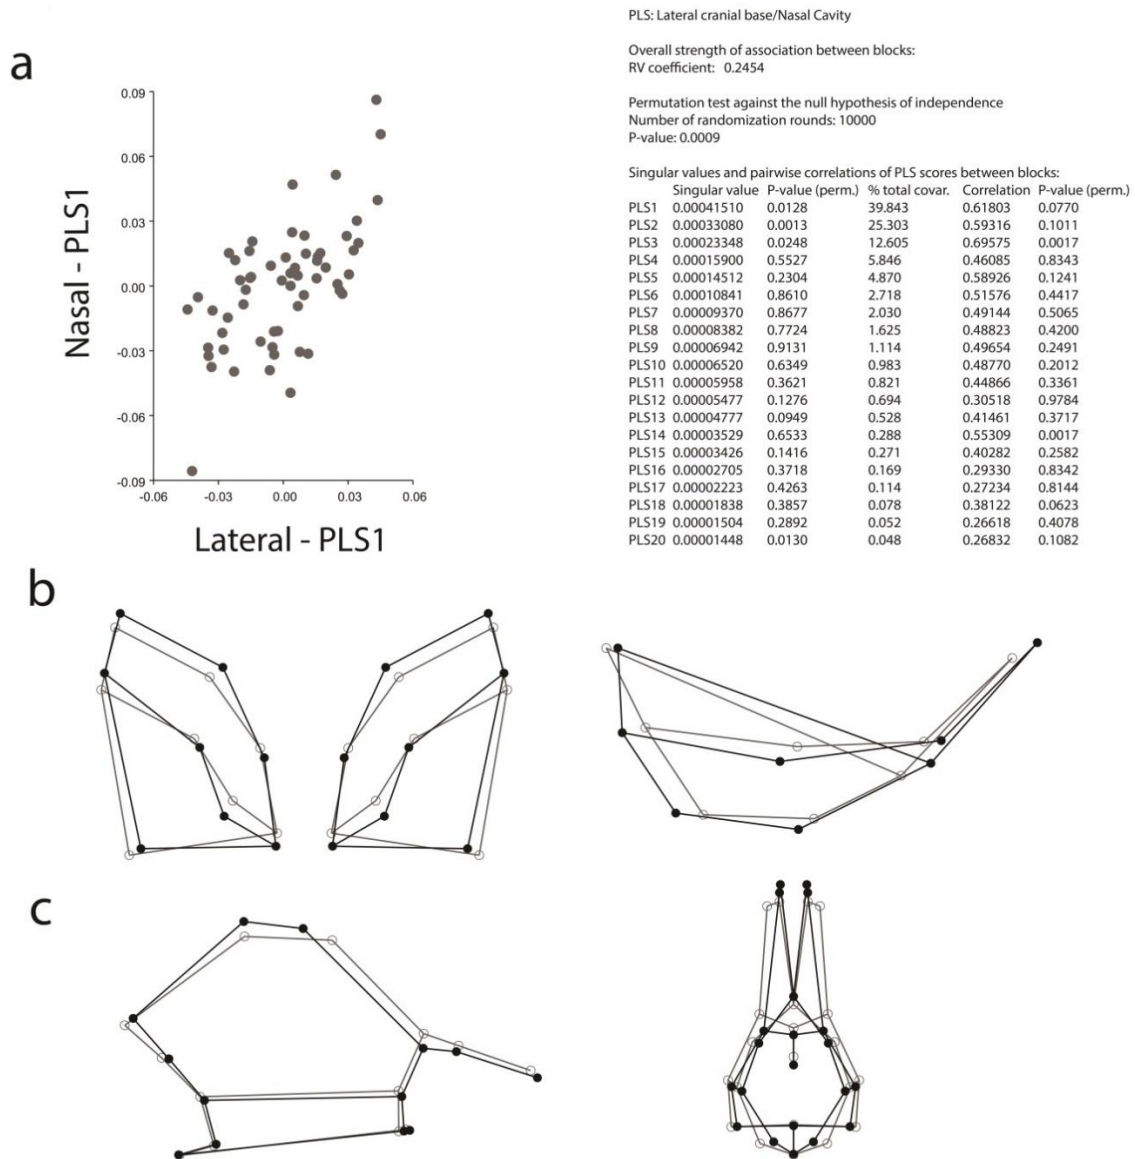 a
Nasal - PLS1
0.09
0.06
0.03
0.00
-0.03
-0.06
-0.09
-0.06 -0.03 0.00 0.03 0.06
Lateral - PLS1
PLS: Lateral cranial base/Nasal Cavity
Overall strength of association between blocks:
RV coefficient: 0.2454
Permutation test against the null hypothesis of independence
Number of randomization rounds: 10000
P-value: 0.0009
Singular values and pairwise correlations of PLS scores between blocks:
Singular value P-value (perm.) % total covar. Correlation P-value (perm.)
PLS1 0.00041510 0.0128 39.843 0.61803 0.0770
PLS2 0.00033080 0.0013 25.303 0.59316 0.1011
PLS3 0.00023348 0.0248 12.605 0.69575 0.0017
PLS4 0.00015900 0.5527 5.846 0.46085 0.8343
PLS5 0.00014512 0.2304 4.870 0.58926 0.1241
PLS6 0.00010841 0.8610 2.718 0.51576 0.4417
PLS7 0.00009370 0.8677 2.030 0.49144 0.5065
PLS8 0.00008382 0.7724 1.625 0.48823 0.4200
PLS9 0.00006942 0.9131 1.114 0.49654 0.2491
PLS10 0.00006520 0.6349 0.983 0.48770 0.2012
PLS11 0.00005958 0.3621 0.821 0.44866 0.3361
PLS12 0.00005477 0.1276 0.694 0.30518 0.9784
PLS13 0.00004777 0.0949 0.528 0.41461 0.3717
PLS14 0.00003529 0.6533 0.288 0.55309 0.0017
PLS15 0.00003426 0.1416 0.271 0.40282 0.2582
PLS16 0.00002705 0.3718 0.169 0.29330 0.8342
PLS17 0.00002223 0.4263 0.114 0.27234 0.8144
PLS18 0.00001838 0.3857 0.078 0.38122 0.0623
PLS19 0.00001504 0.2892 0.052 0.26618 0.4078
PLS20 0.00001448 0.0130 0.048 0.26832 0.1082
b
c